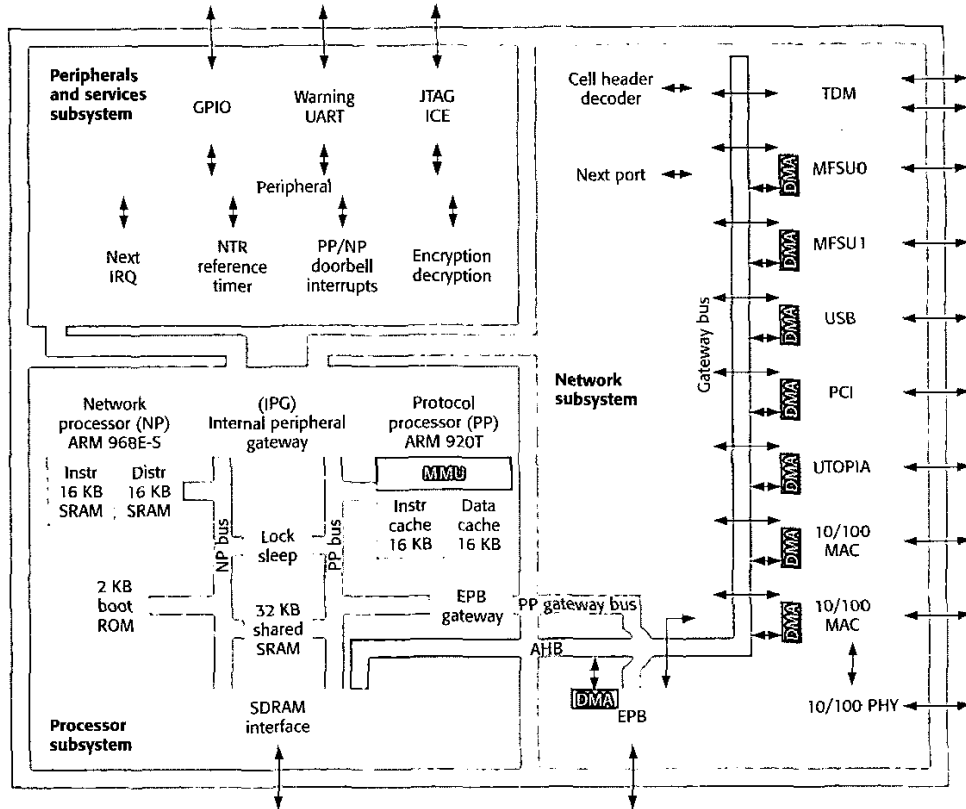 Peripherals
and services
subsystem
GPIO
Warning
UART
JTAG
ICE
Peripheral
Next
IRQ
NTR
reference
timer
PP/NP
doorbell
interrupts
Encryption
decryption
Cell header
decoder
Next port
Gateway bus
Network
subsystem
TDM
DMA
MFSU0
DMA
MFSU1
DMA
USB
DMA
PCI
DMA
UTOPIA
DMA
10/100
MAC
DMA
10/100
MAC
DMA
10/100 PHY
Network
processor (NP)
ARM 968E-S
Instr
16 KB
SRAM
Distr
16 KB
SRAM
(IPG)
Internal peripheral
gateway
Protocol
processor (PP)
ARM 920T
MMU
Instr
cache
16 KB
Data
cache
16 KB
NP bus
Lock
sleep
PP bus
2 KB
boot
ROM
32 KB
shared
SRAM
EPB
gateway
PP gateway bus
AHB
DMA
EPB
SDRAM
interface
Processor
subsystem